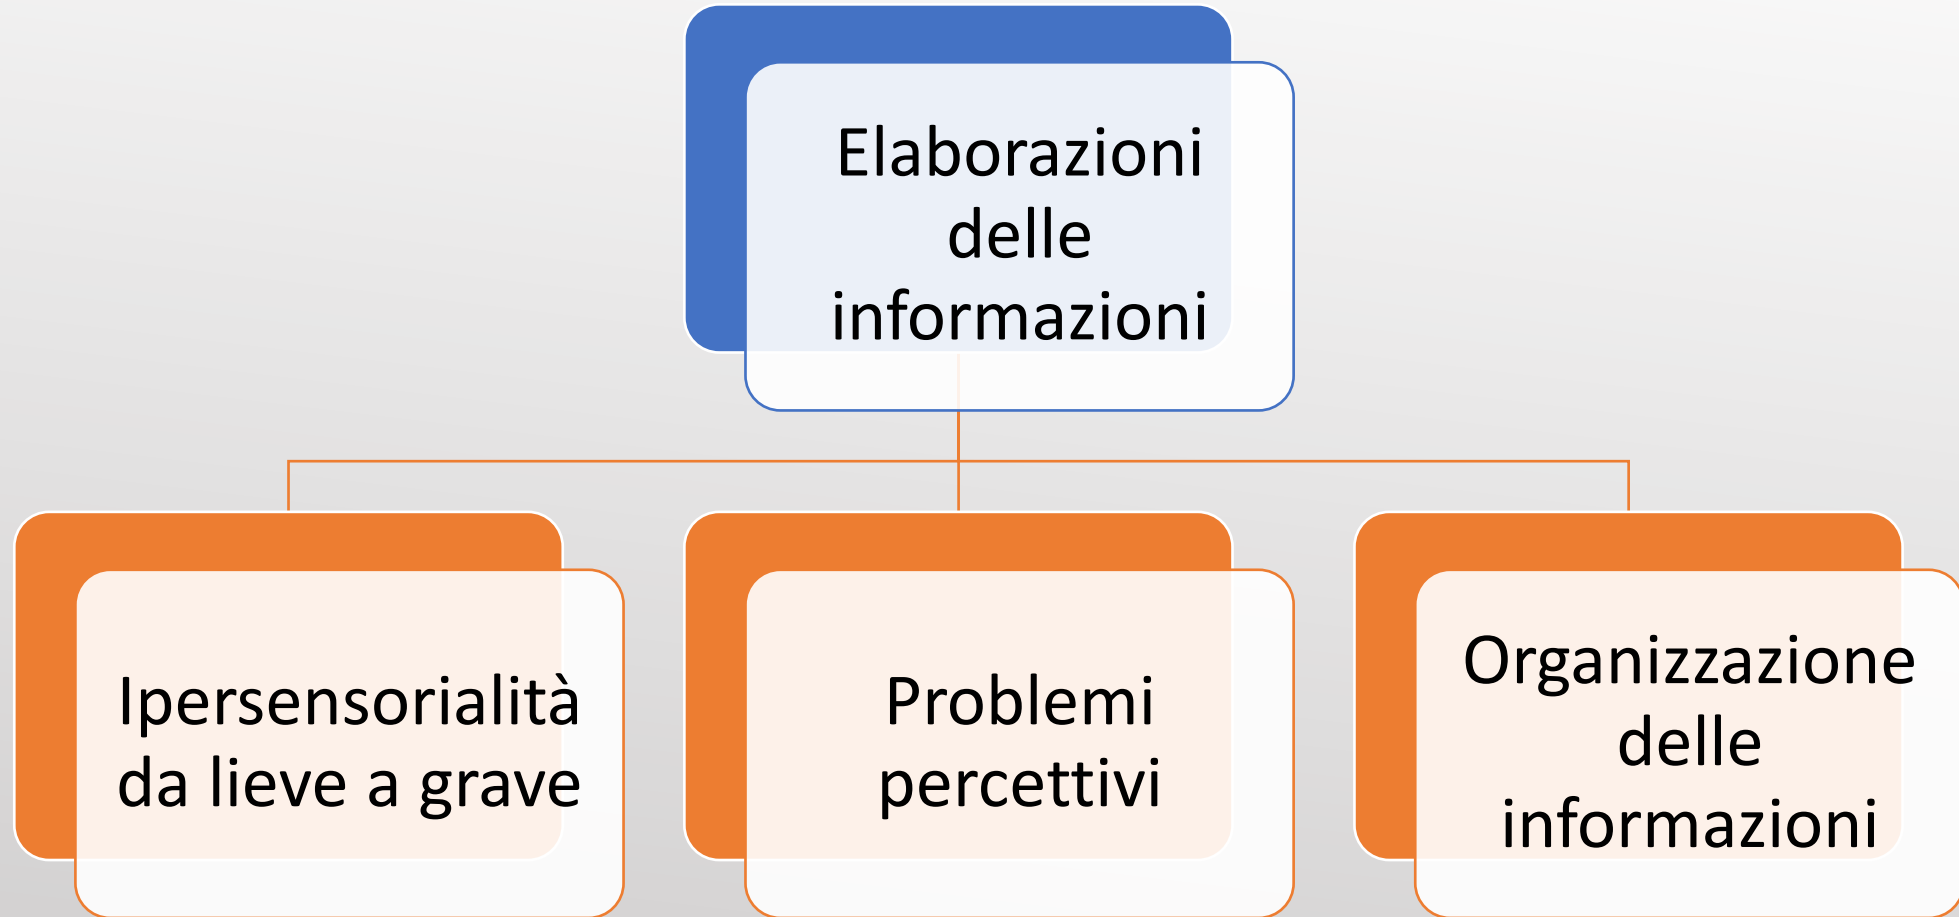 Elaborazioni
delle
informazioni
Ipersensorialità
da lieve a grave
Problemi
percettivi
Organizzazione
delle
informazioni